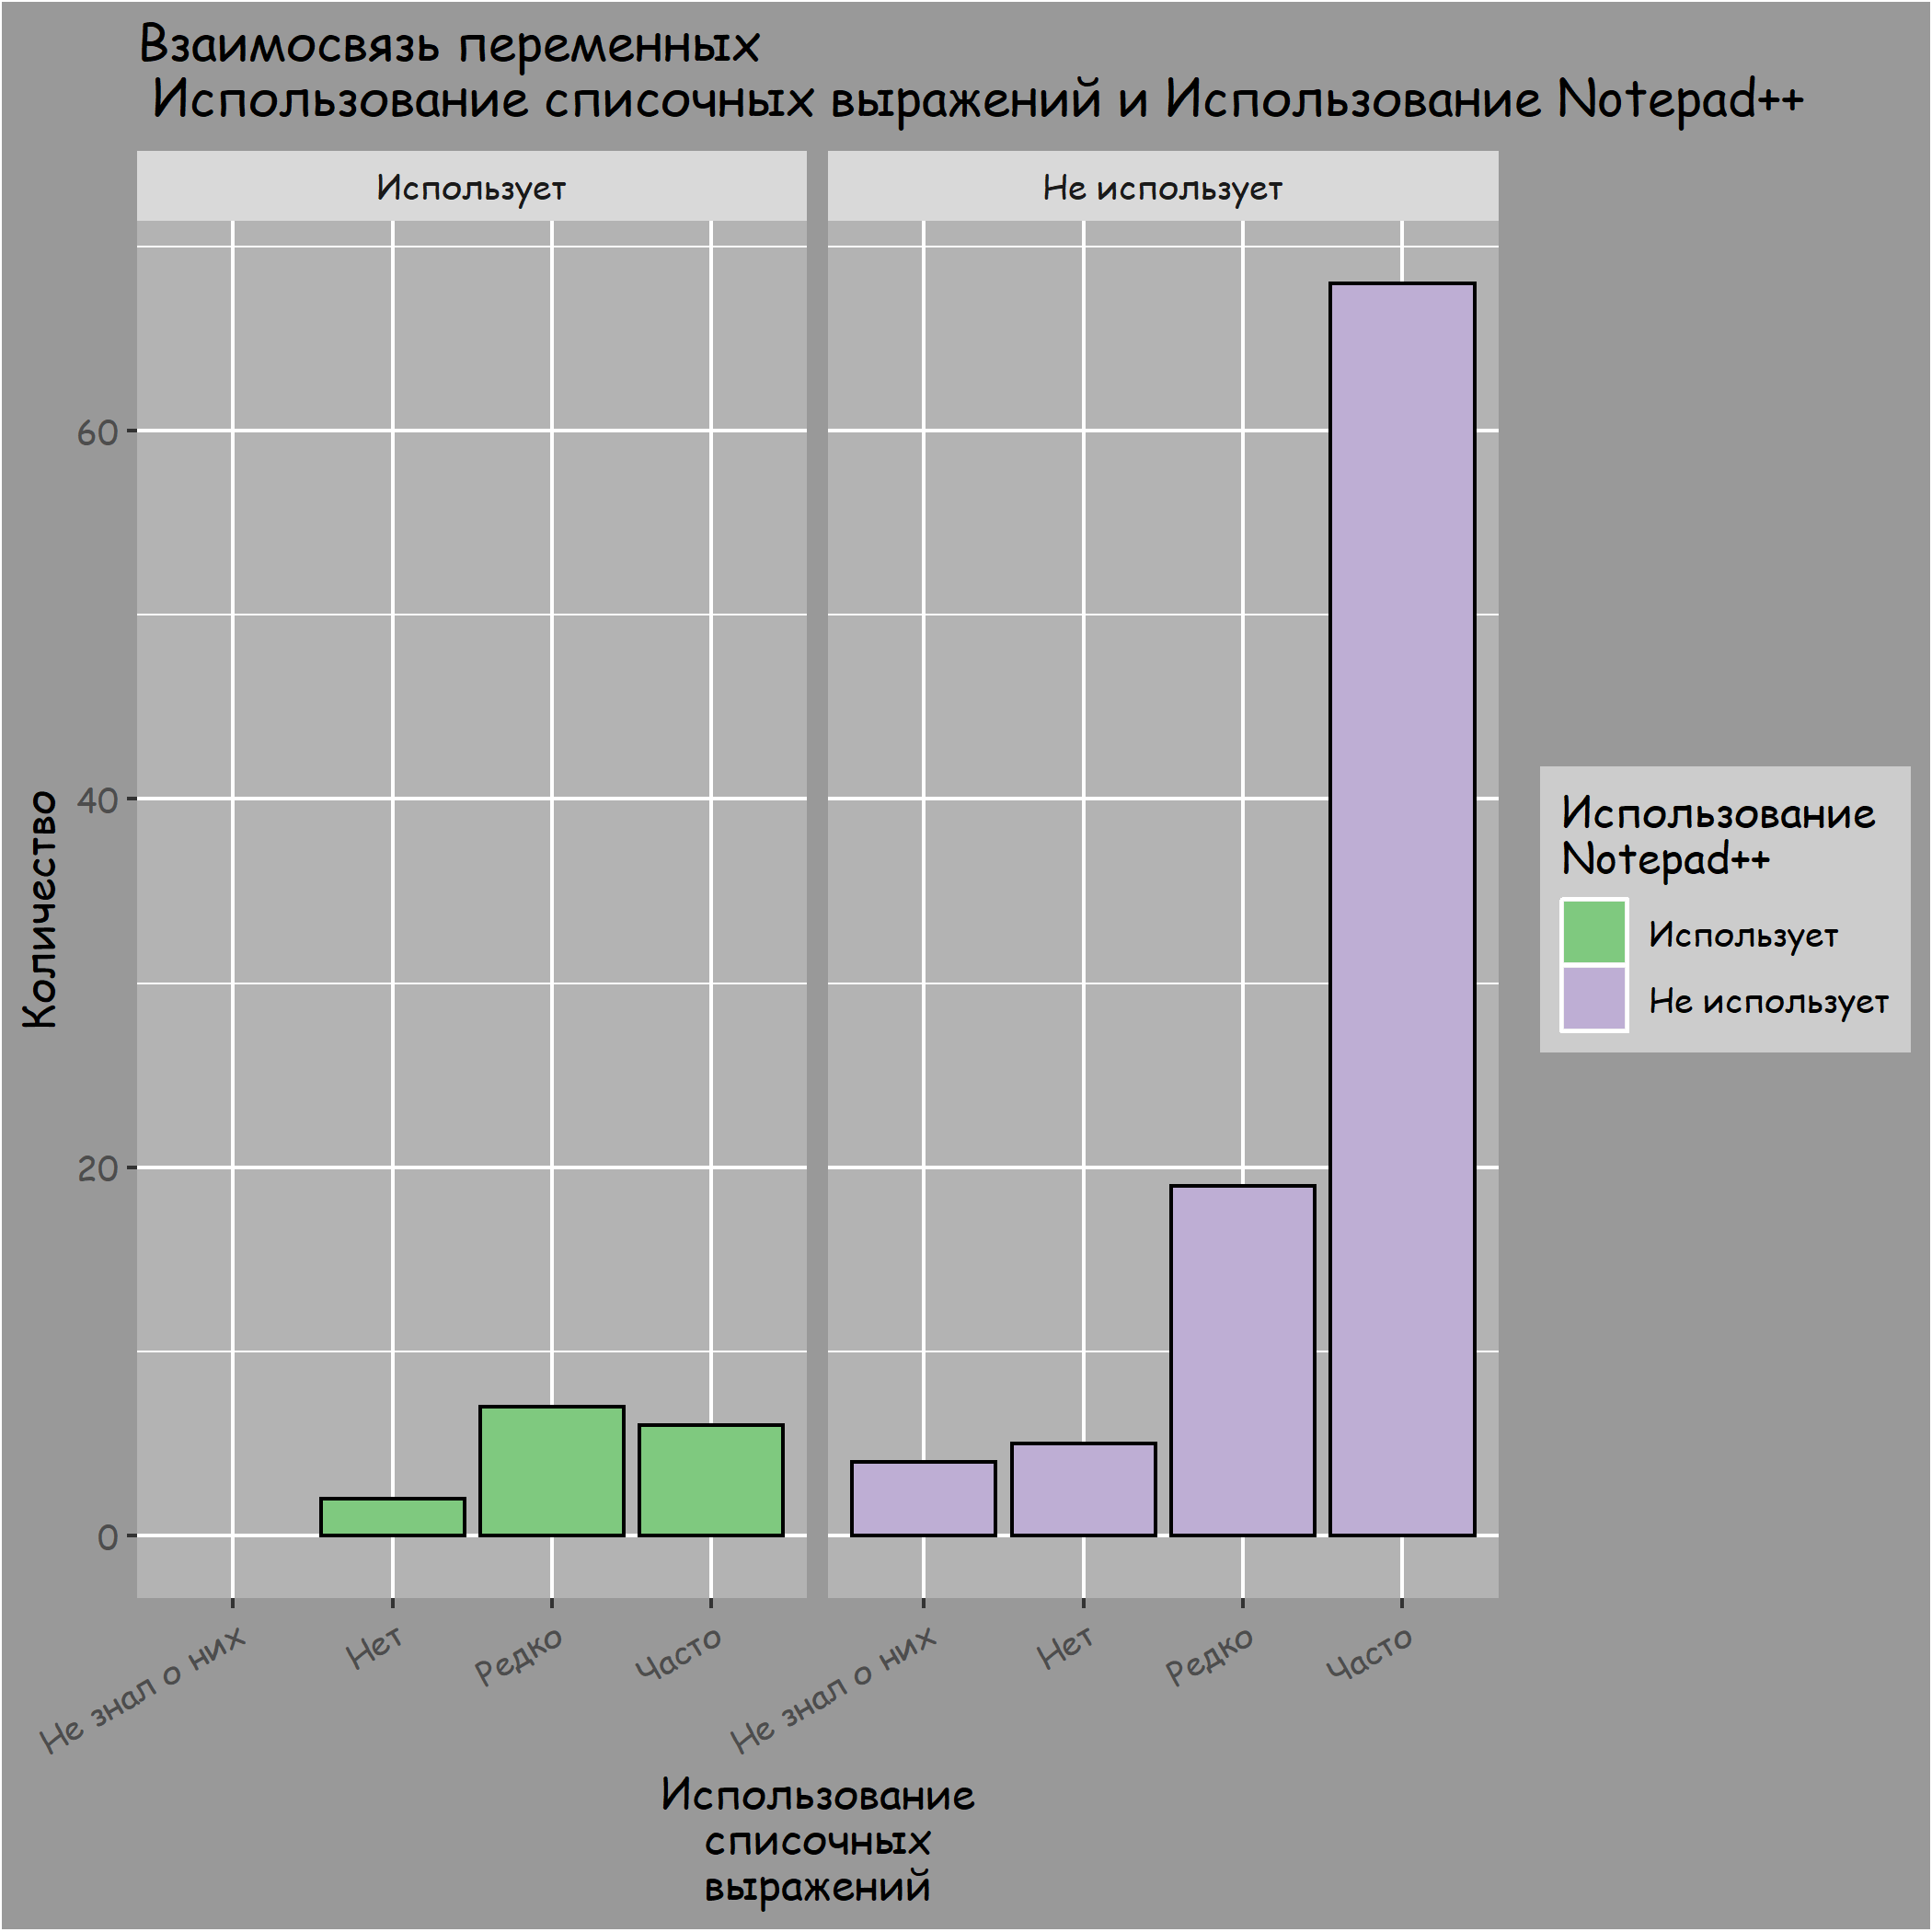 Взаимосвязь переменных
Использование списочных выражений и Использование Notepad++
Использует
Не использует
60
40
20
0
Количество
Не знал о них
Нет
Редко
Часто
Не знал о них
Нет
Редко
Часто
Использование
списочных
выражений
Использование
Notepad++
Использует
Не использует